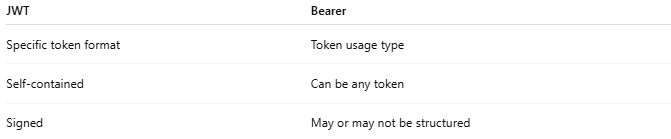 JWT Bearer
Specific token format Token usage type
Self-contained Can be any token
Signed May or may not be structured